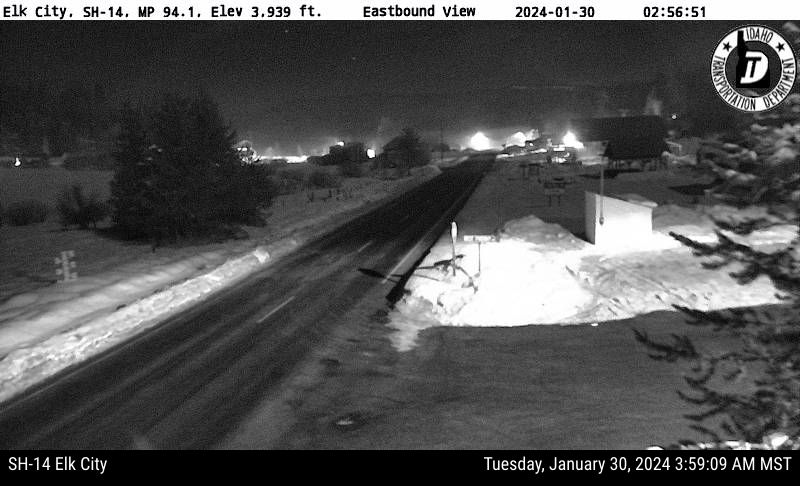 Elk City, SH-14, MP 94.1, Elev 3,939 ft. Eastbound View 2024-01-30 02:56:51
IDAHO
TRANSPORTATION DEPARTMENT
SH-14 Elk City Tuesday, January 30, 2024 3:59:09 AM MST